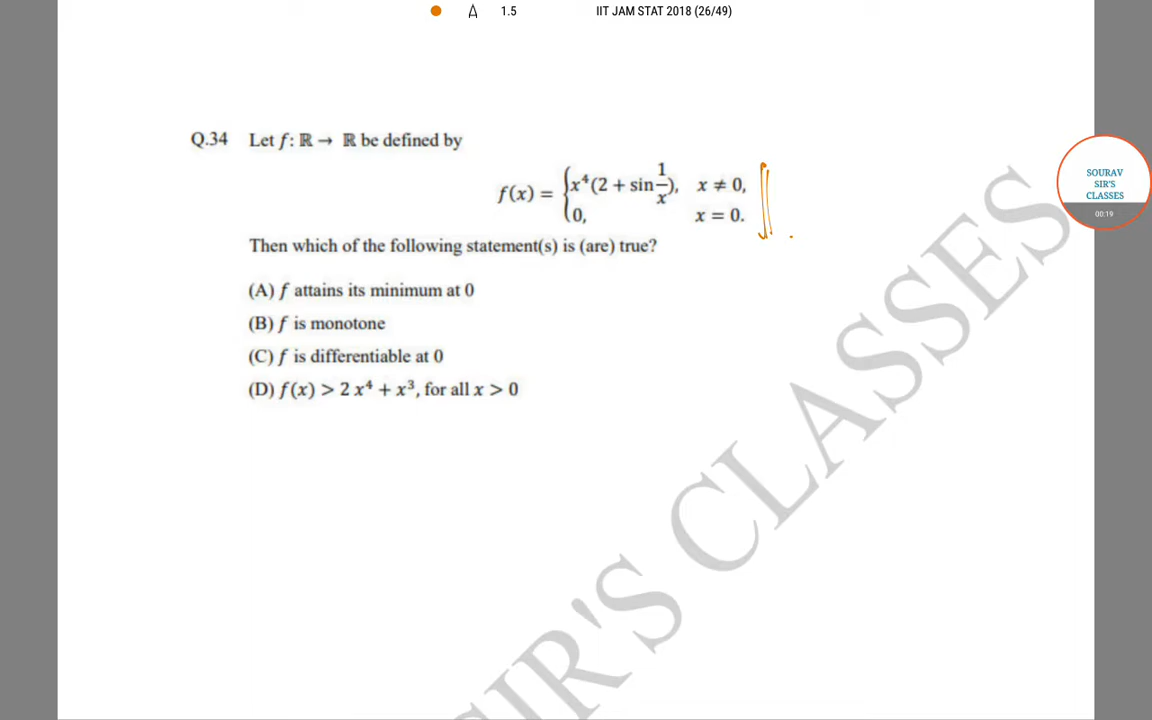 1.5 IIT JAM STAT 2018 (26/49)
Q.34 Let f: ℝ → ℝ be defined by
f(x) = { x⁴(2 + sin 1/x), x ≠ 0,
0, x = 0.
Then which of the following statement(s) is (are) true?
(A) f attains its minimum at 0
(B) f is monotone
(C) f is differentiable at 0
(D) f(x) > 2 x⁴ + x³, for all x > 0
SOURAV
SIR'S
CLASSES
00:19
SIR'S CLASSES